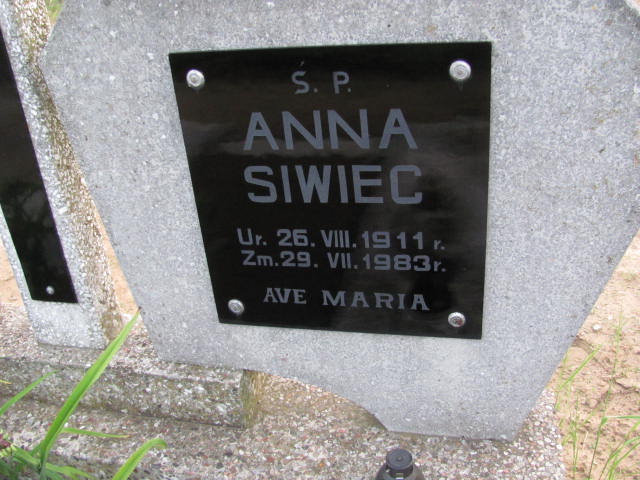 Ś. P.
ANNA
SIWIEC
Ur. 26. VIII. 1911 r.
Zm. 29. VII. 1983 r.
AVE MARIA